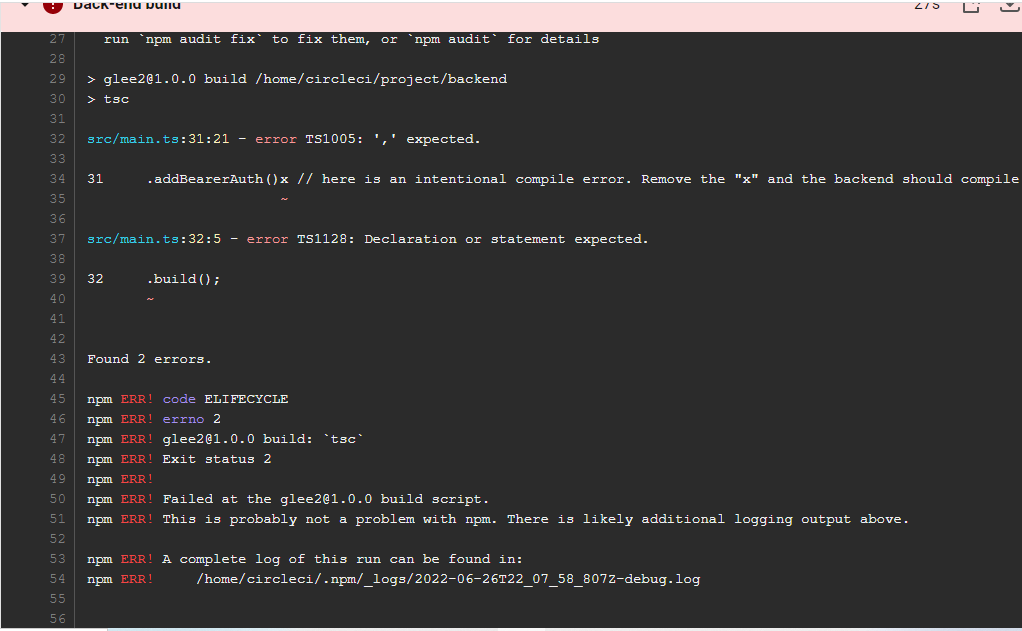 Back-end build
27s
27 run `npm audit fix` to fix them, or `npm audit` for details
28
29 > glee2@1.0.0 build /home/circleci/project/backend
30 > tsc
31
32 src/main.ts:31:21 - error TS1005: ',' expected.
33
34 31     .addBearerAuth()x // here is an intentional compile error. Remove the "x" and the backend should compile
35 ~
36
37 src/main.ts:32:5 - error TS1128: Declaration or statement expected.
38
39 32     .build();
40 ~
41
42
43 Found 2 errors.
44
45 npm ERR! code ELIFECYCLE
46 npm ERR! errno 2
47 npm ERR! glee2@1.0.0 build: `tsc`
48 npm ERR! Exit status 2
49 npm ERR!
50 npm ERR! Failed at the glee2@1.0.0 build script.
51 npm ERR! This is probably not a problem with npm. There is likely additional logging output above.
52
53 npm ERR! A complete log of this run can be found in:
54 npm ERR!     /home/circleci/.npm/_logs/2022-06-26T22_07_58_807Z-debug.log
55
56